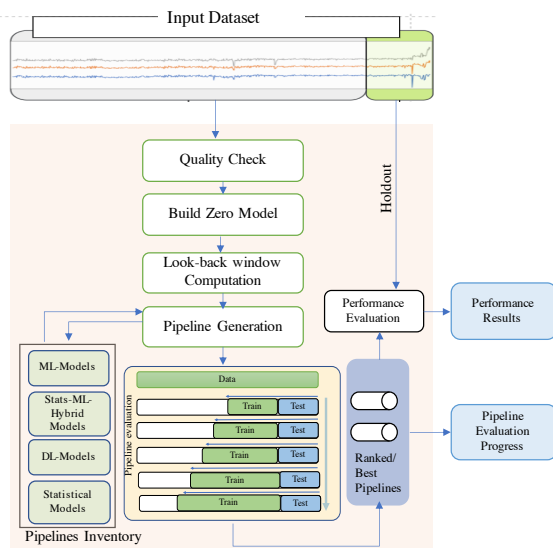 Input Dataset
Quality Check
Build Zero Model
Holdout
Look-back window
Computation
Pipeline Generation
Performance
Evaluation
Performance
Results
ML-Models
Stats-ML-
Hybrid
Models
DL-Models
Statistical
Models
Pipelines Inventory
Pipeline evaluation
Data
Train Test
Train Test
Train Test
Train Test
Train Test
Ranked/
Best
Pipelines
Pipeline
Evaluation
Progress